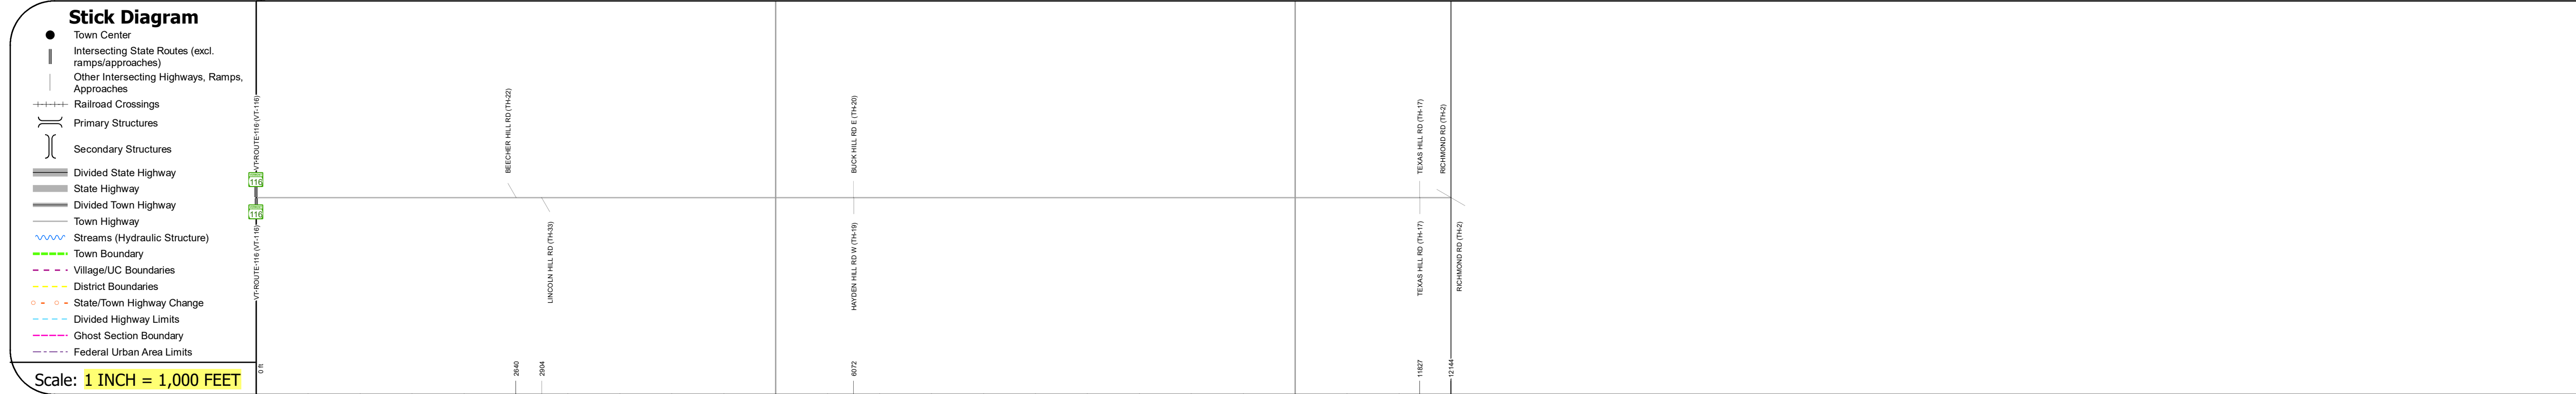 Stick Diagram
Town Center
Intersecting State Routes (excl.
ramps/approaches)
Other Intersecting Highways, Ramps,
Approaches
Railroad Crossings
Primary Structures
Secondary Structures
Divided State Highway
State Highway
Divided Town Highway
Town Highway
Streams (Hydraulic Structure)
Town Boundary
Village/UC Boundaries
District Boundaries
State/Town Highway Change
Divided Highway Limits
Ghost Section Boundary
Federal Urban Area Limits
Scale: 1 INCH = 1,000 FEET
VT-ROUTE-116 (VT-116)
116
116
VT-ROUTE-116 (VT-116)
0 ft
BEECHER HILL RD (TH-22)
2640
LINCOLN HILL RD (TH-33)
2904
BUCK HILL RD E (TH-20)
HAYDEN HILL RD W (TH-19)
6072
TEXAS HILL RD (TH-17)
TEXAS HILL RD (TH-17)
11827
RICHMOND RD (TH-2)
RICHMOND RD (TH-2)
12144